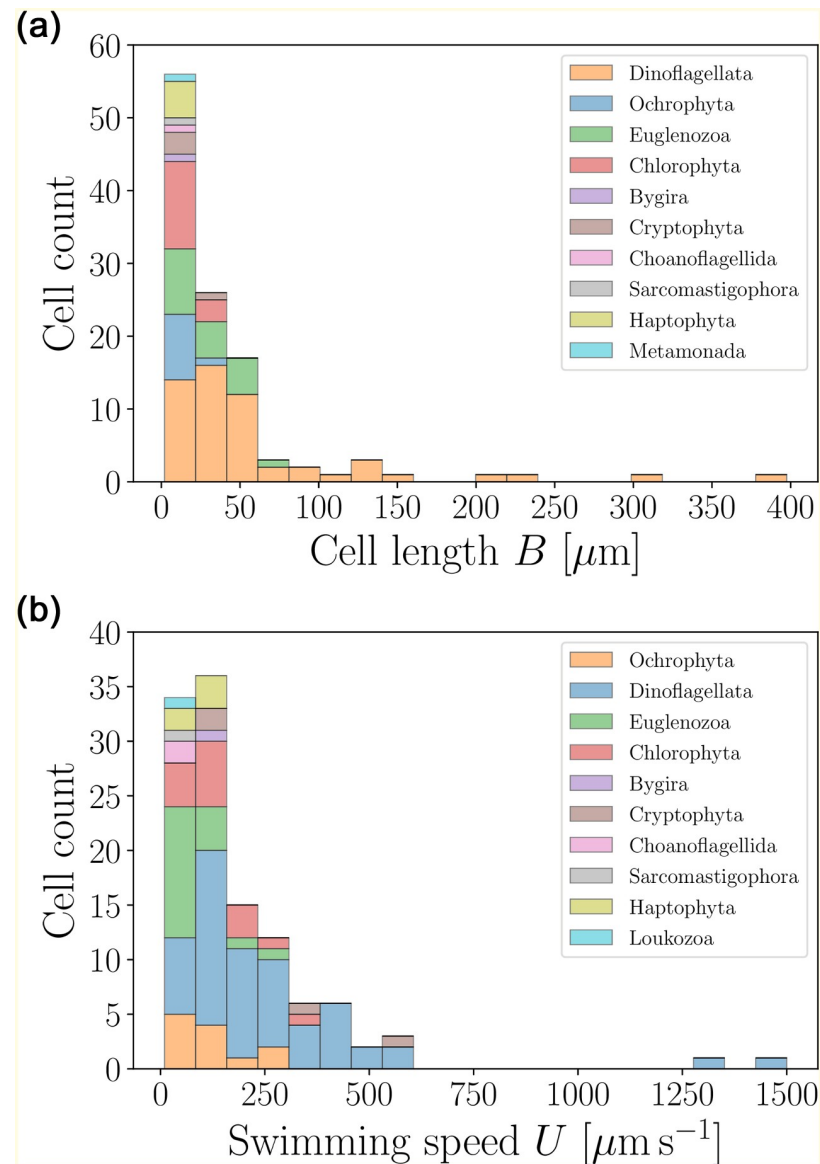 (a)
60
50
40
30
20
10
0
Cell count
Dinoflagellata
Ochrophyta
Euglenozoa
Chlorophyta
Bygira
Cryptophyta
Choanoflagellida
Sarcomastigophora
Haptophyta
Metamonada
0 50 100 150 200 250 300 350 400
Cell length B [μm]
(b)
40
35
30
25
20
15
10
5
0
Cell count
Ochrophyta
Dinoflagellata
Euglenozoa
Chlorophyta
Bygira
Cryptophyta
Choanoflagellida
Sarcomastigophora
Haptophyta
Loukozoa
0 250 500 750 1000 1250 1500
Swimming speed U [μm s⁻¹]